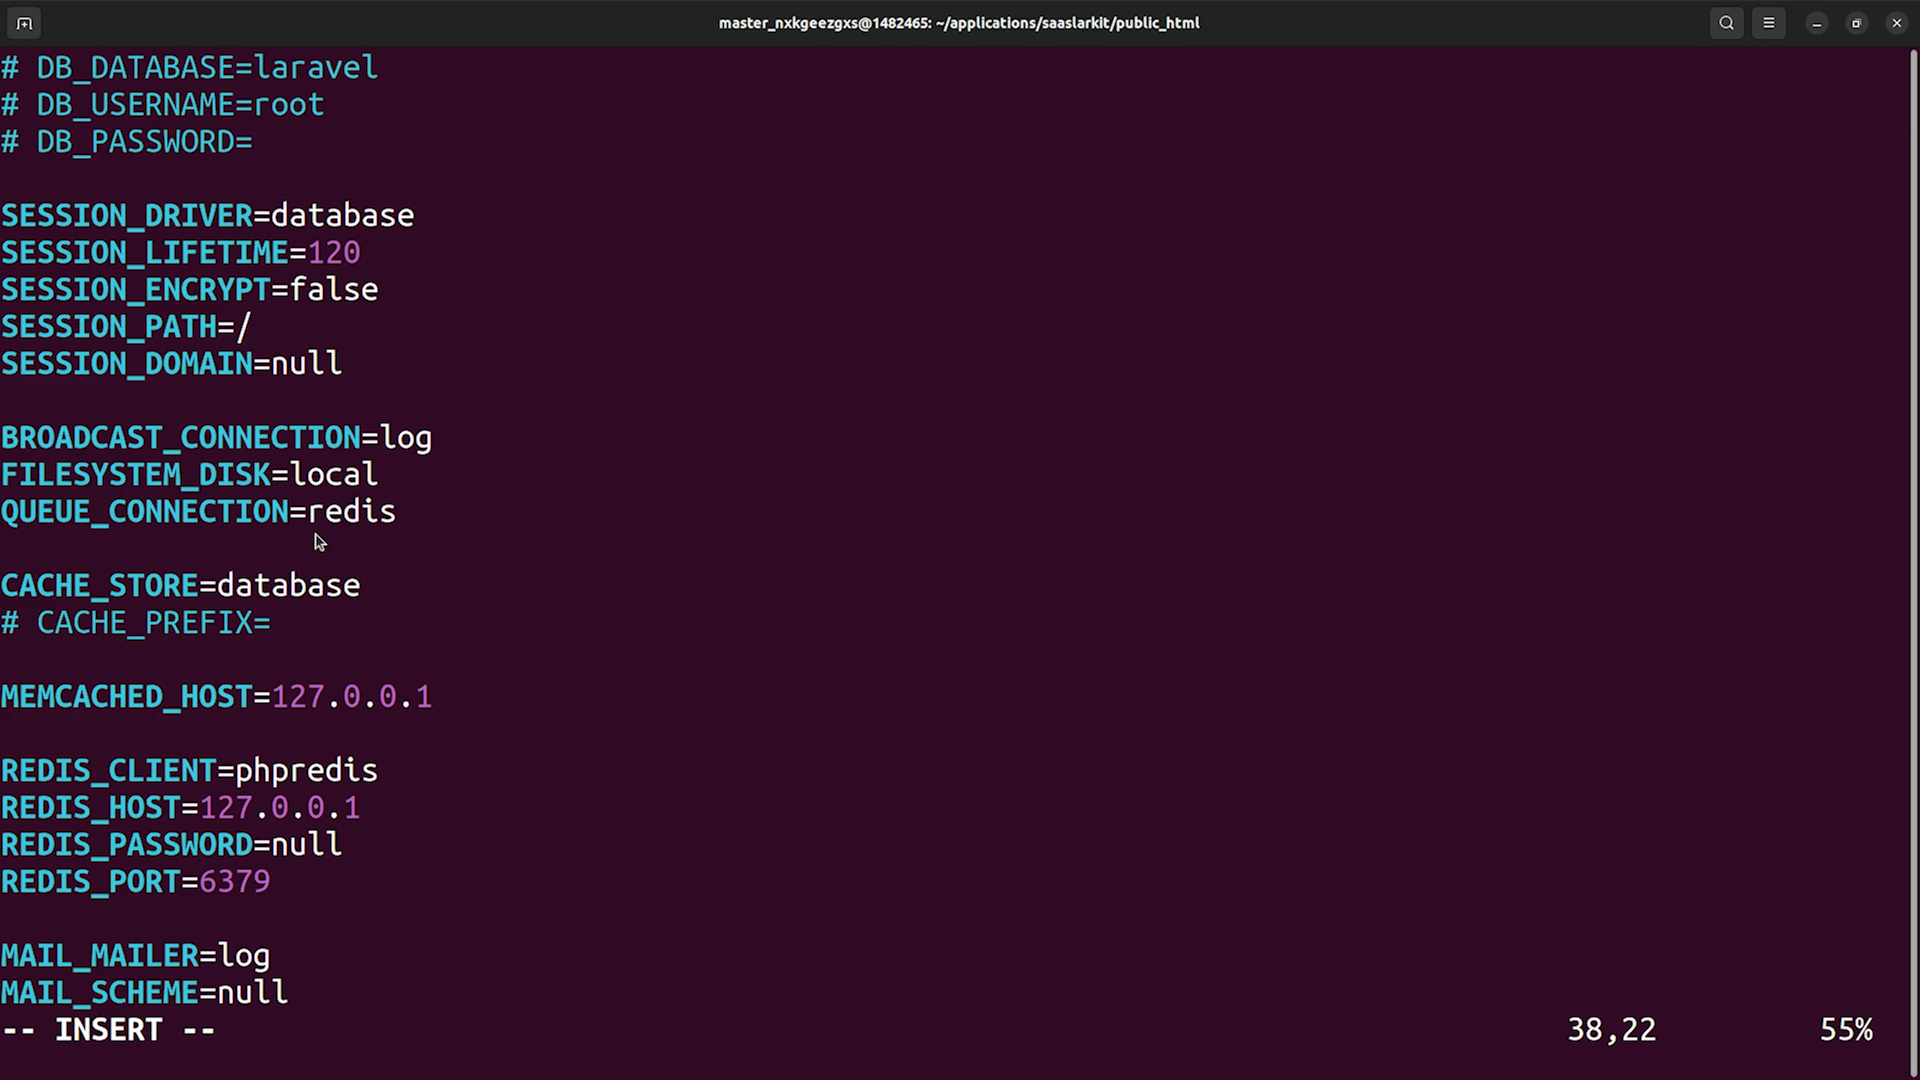 master_nxkgeezgxs@1482465: ~/applications/saaslarkit/public_html
# DB_DATABASE=laravel
# DB_USERNAME=root
# DB_PASSWORD=
SESSION_DRIVER=database
SESSION_LIFETIME=120
SESSION_ENCRYPT=false
SESSION_PATH=/
SESSION_DOMAIN=null
BROADCAST_CONNECTION=log
FILESYSTEM_DISK=local
QUEUE_CONNECTION=redis
CACHE_STORE=database
# CACHE_PREFIX=
MEMCACHED_HOST=127.0.0.1
REDIS_CLIENT=phpredis
REDIS_HOST=127.0.0.1
REDIS_PASSWORD=null
REDIS_PORT=6379
MAIL_MAILER=log
MAIL_SCHEME=null
-- INSERT -- 38,22 55%